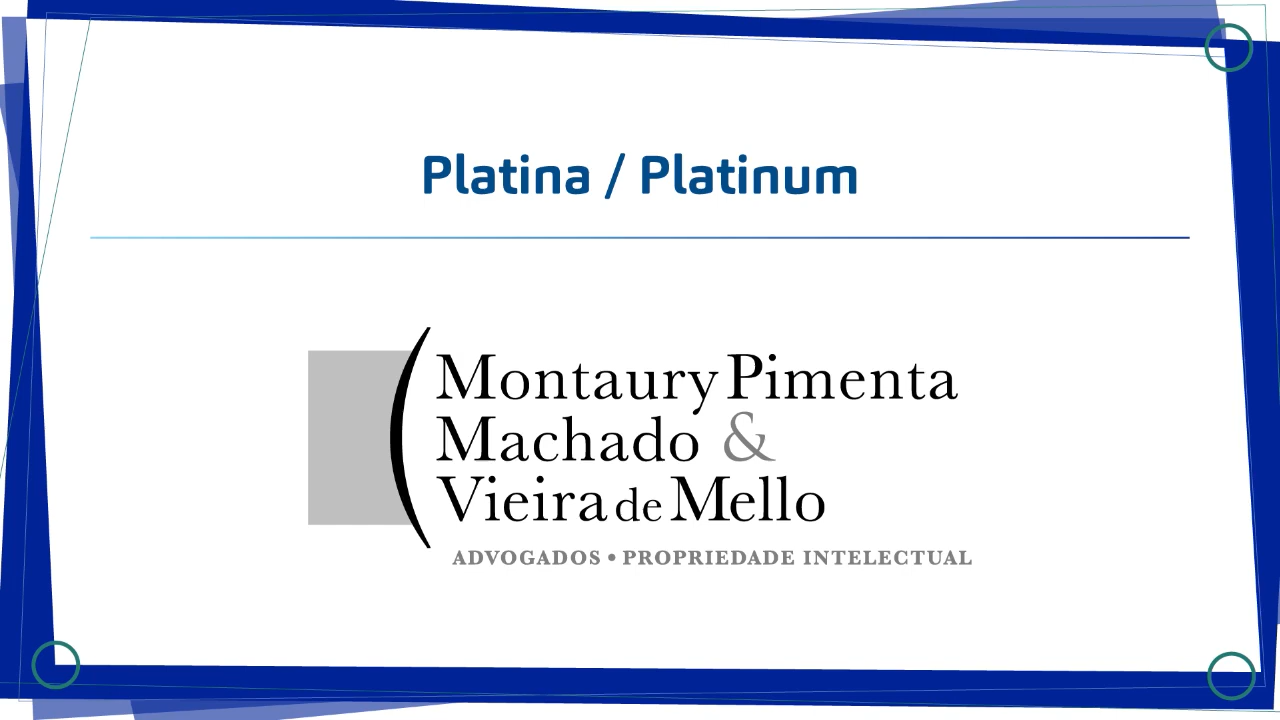 Platina / Platinum
Montaury Pimenta
Machado &
Vieira de Mello
ADVOGADOS • PROPRIEDADE INTELECTUAL